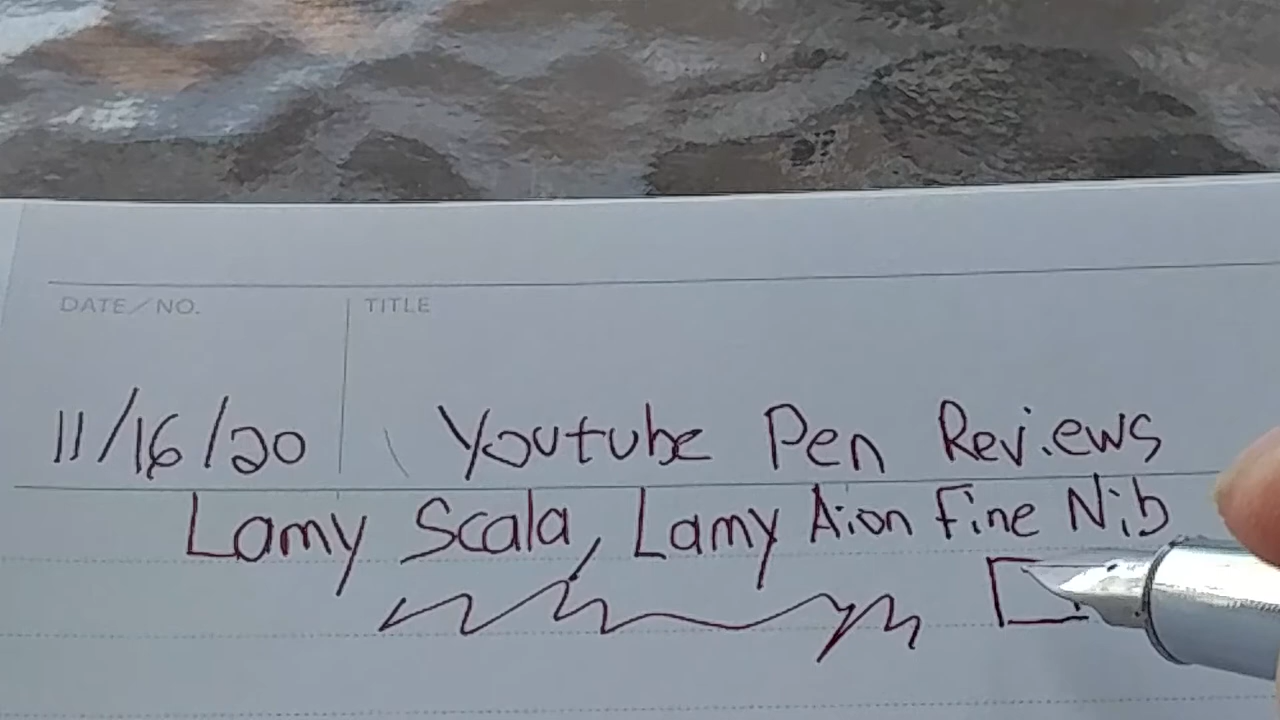 DATE/NO. TITLE
11/16/20 Youtube Pen Reviews
Lamy Scala, Lamy Aion Fine Nib